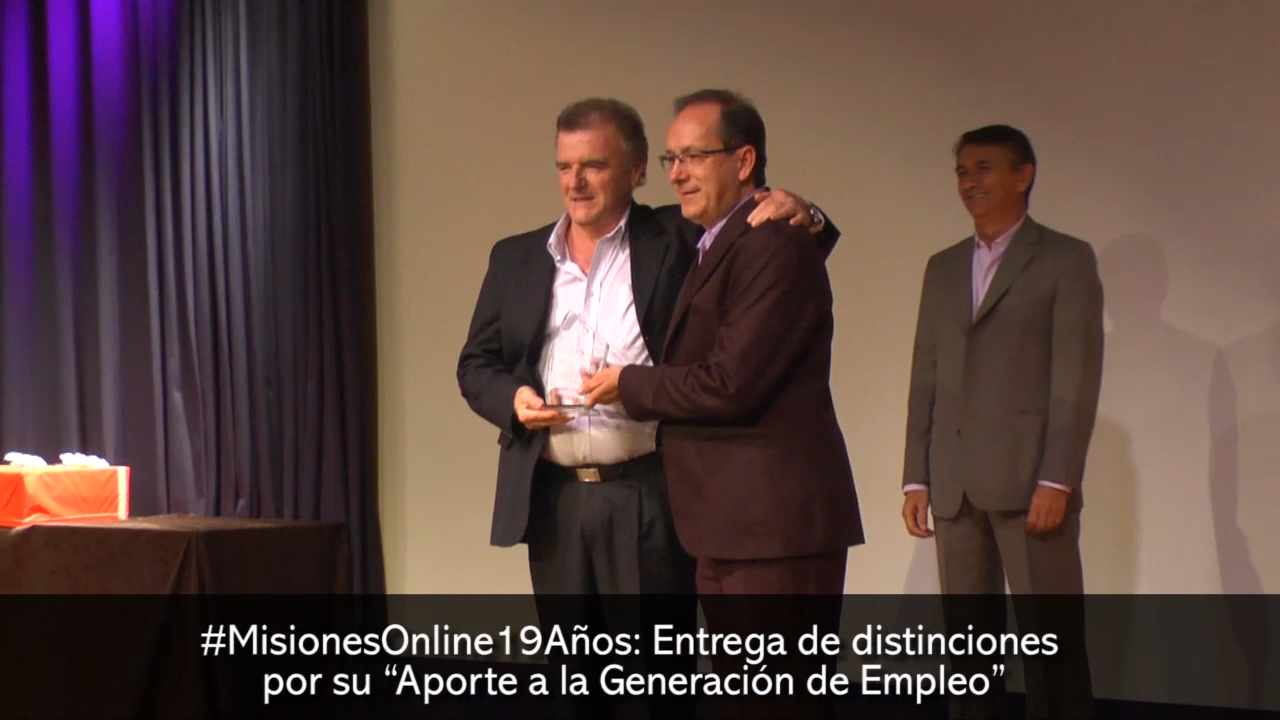 #MisionesOnline19Años: Entrega de distinciones
por su “Aporte a la Generación de Empleo”